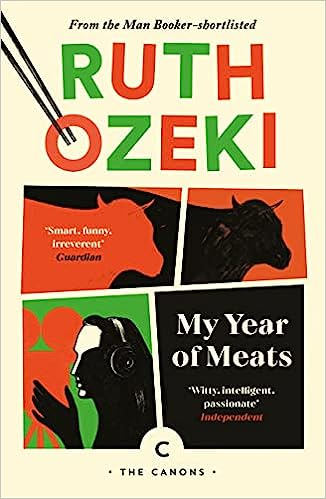 From the Man Booker-shortlisted
RUTH
OZEKI
'Smart, funny,
irreverent'
Guardian
My Year
of Meats
'Witty, intelligent,
passionate'
Independent
C
• THE CANONS •